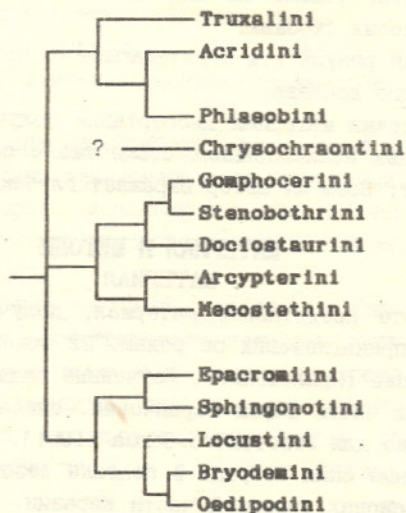 Truxalini
Acridini
Phlaeobini
? Chrysochraontini
Gomphocerini
Stenobothrini
Dociostaurini
Arcypterini
Mecostethini
Epacromiini
Sphingonotini
Locustini
Bryodemini
Oedipodini